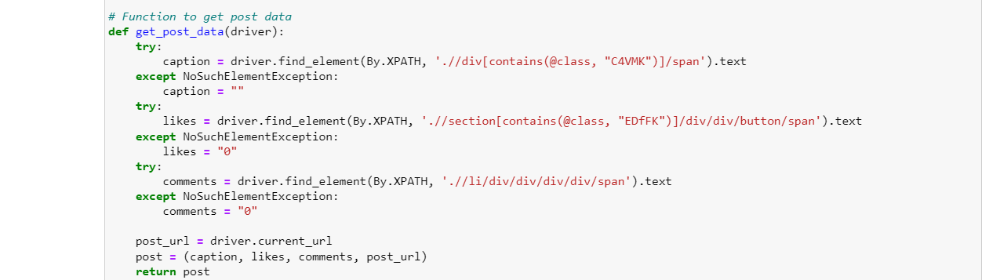 # Function to get post data
def get_post_data(driver):
    try:
        caption = driver.find_element(By.XPATH, './/div[contains(@class, "C4VMK")]/span').text
    except NoSuchElementException:
        caption = ""
    try:
        likes = driver.find_element(By.XPATH, './/section[contains(@class, "EDfFK")]/div/div/button/span').text
    except NoSuchElementException:
        likes = "0"
    try:
        comments = driver.find_element(By.XPATH, './/li/div/div/div/div/span').text
    except NoSuchElementException:
        comments = "0"

    post_url = driver.current_url
    post = (caption, likes, comments, post_url)
    return post